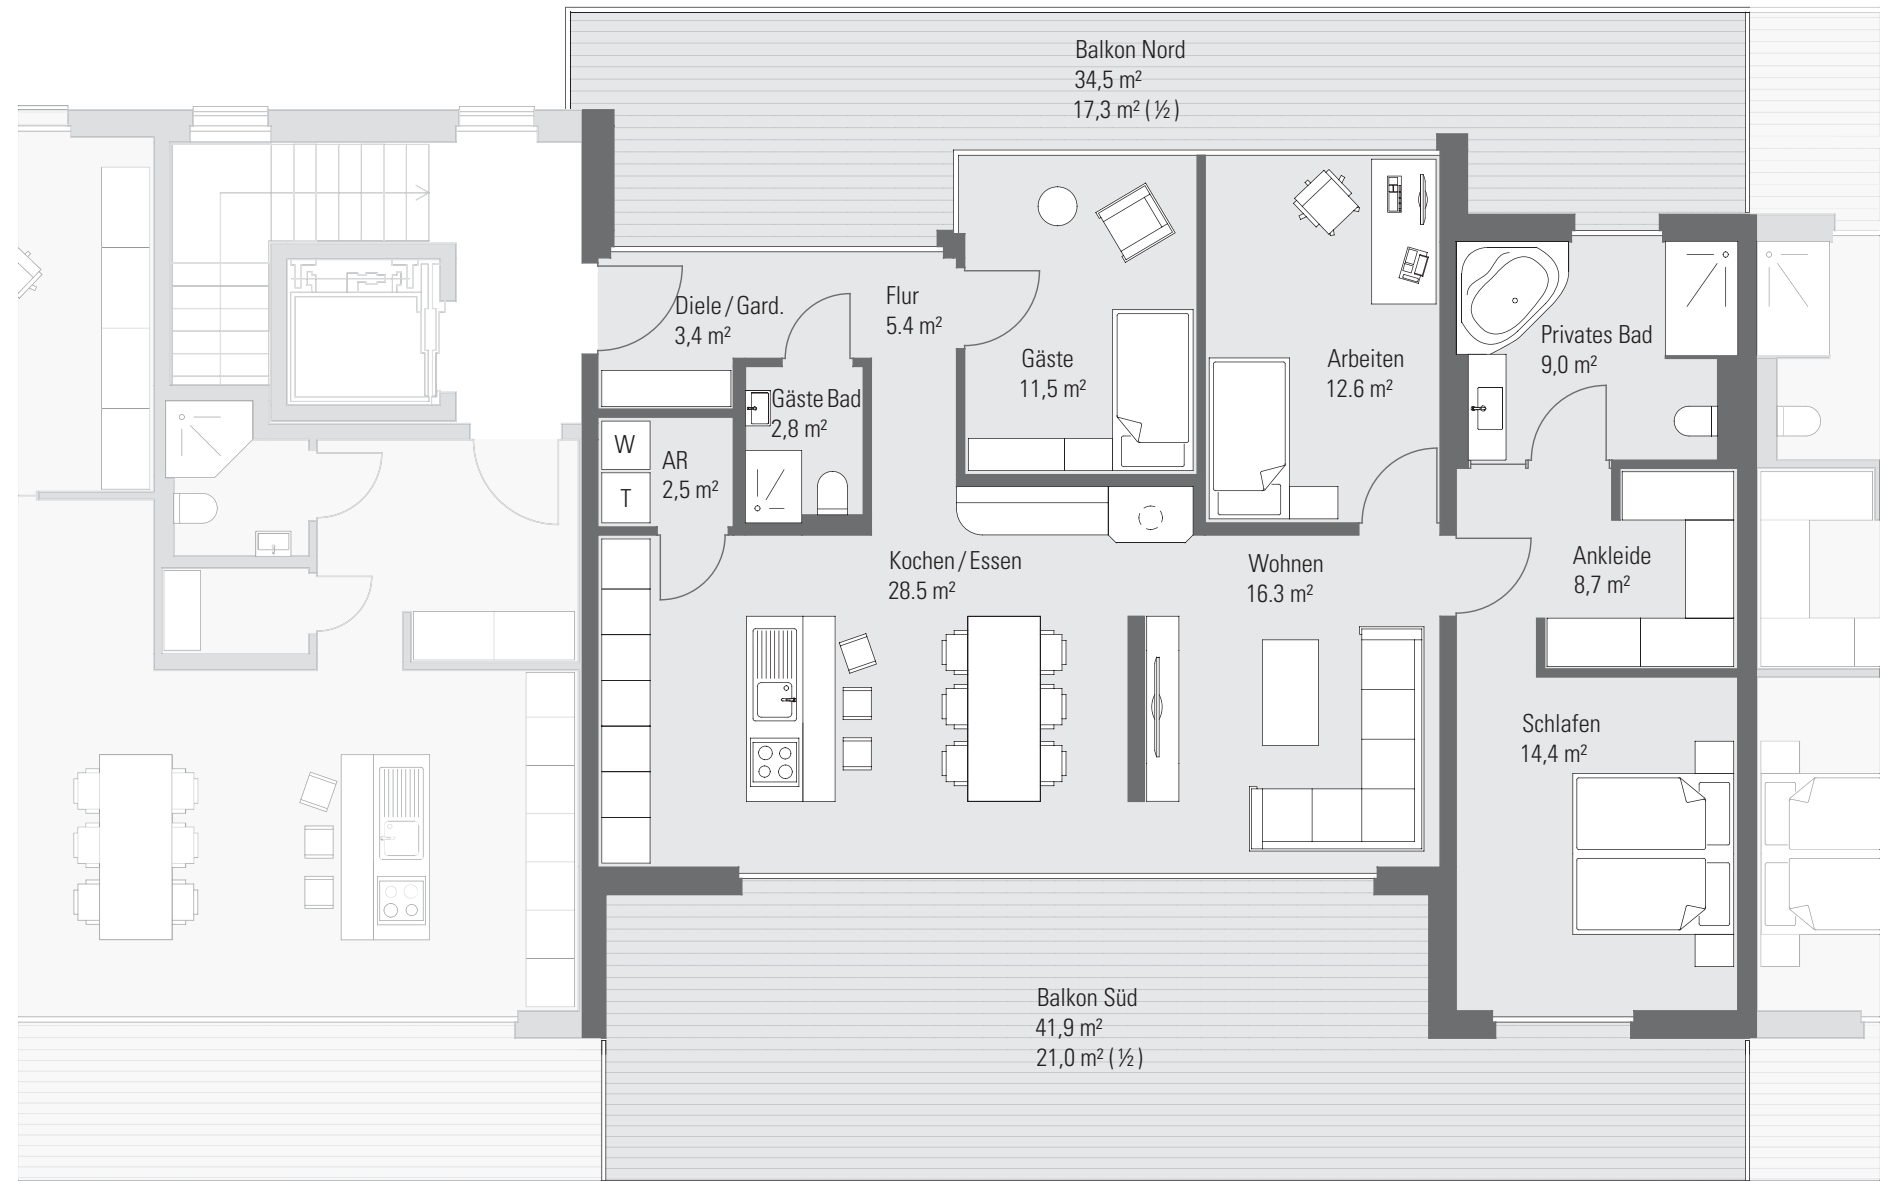 Balkon Nord
34,5 m²
17,3 m² (½)
Diele / Gard.
3,4 m²
Flur
5.4 m²
Gäste
11,5 m²
Arbeiten
12.6 m²
Privates Bad
9,0 m²
Gäste Bad
2,8 m²
W
T
AR
2,5 m²
Kochen / Essen
28.5 m²
Wohnen
16.3 m²
Ankleide
8,7 m²
Schlafen
14,4 m²
Balkon Süd
41,9 m²
21,0 m² (½)